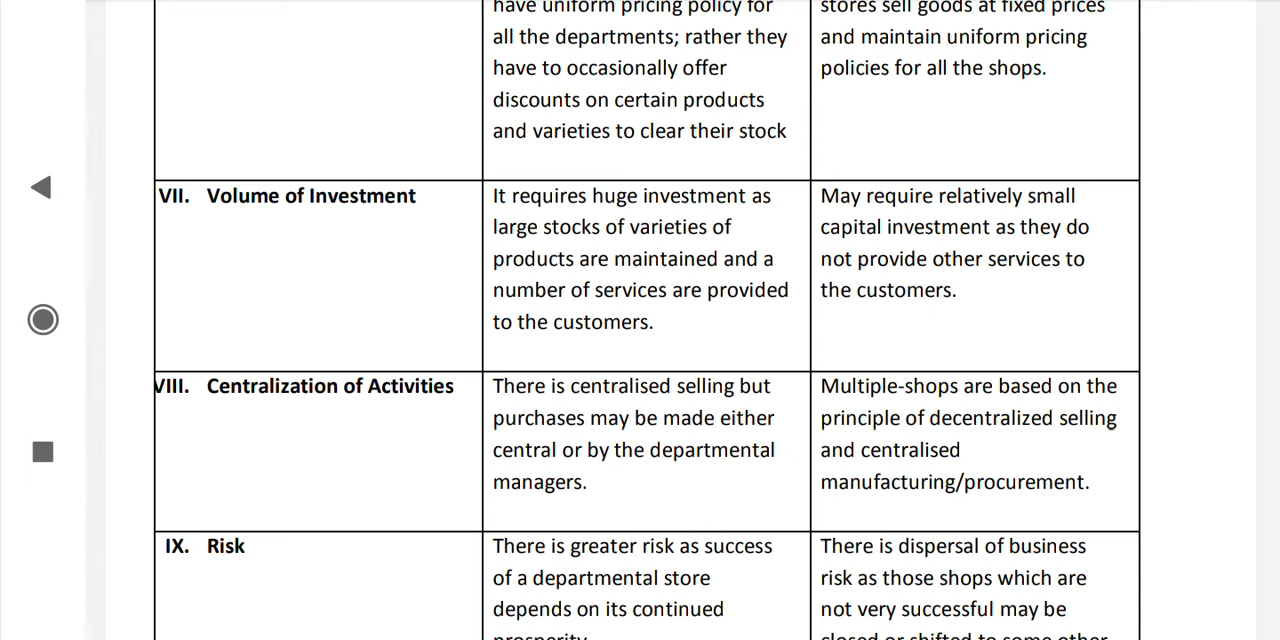 have uniform pricing policy for
all the departments; rather they
have to occasionally offer
discounts on certain products
and varieties to clear their stock
stores sell goods at fixed prices
and maintain uniform pricing
policies for all the shops.
VII. Volume of Investment
It requires huge investment as
large stocks of varieties of
products are maintained and a
number of services are provided
to the customers.
May require relatively small
capital investment as they do
not provide other services to
the customers.
VIII. Centralization of Activities
There is centralised selling but
purchases may be made either
central or by the departmental
managers.
Multiple-shops are based on the
principle of decentralized selling
and centralised
manufacturing/procurement.
IX. Risk
There is greater risk as success
of a departmental store
depends on its continued
prosperity
There is dispersal of business
risk as those shops which are
not very successful may be
closed or shifted to some other